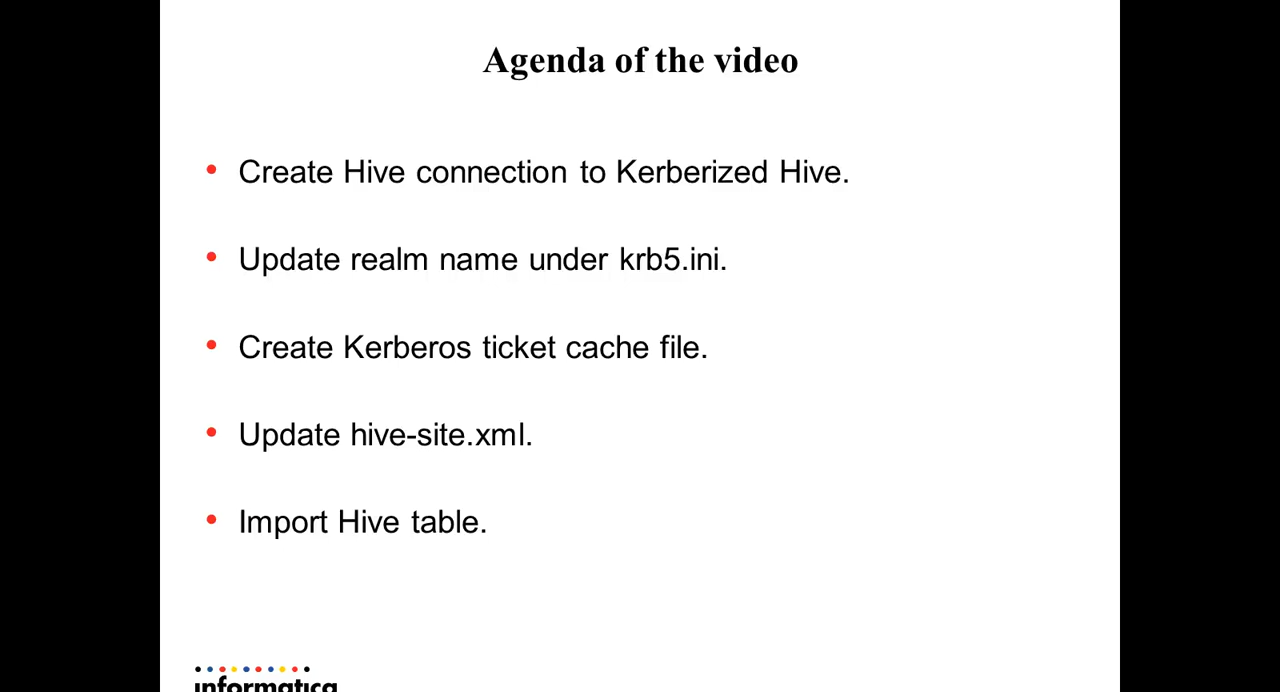 Agenda of the video
• Create Hive connection to Kerberized Hive.
• Update realm name under krb5.ini.
• Create Kerberos ticket cache file.
• Update hive-site.xml.
• Import Hive table.
informatica